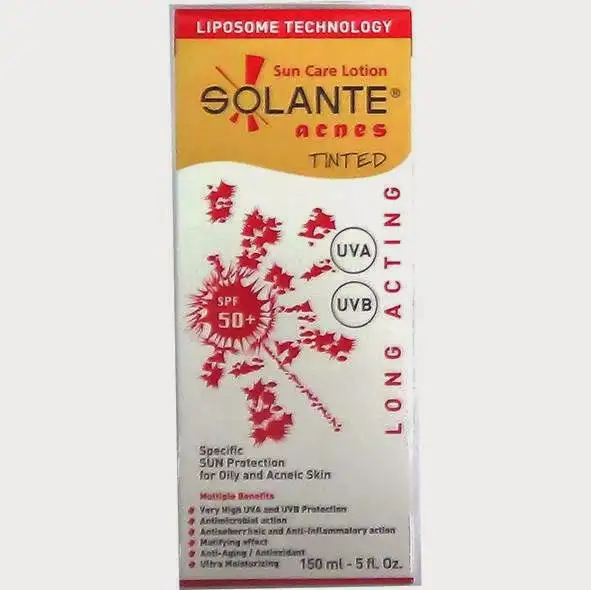 LIPOSOME TECHNOLOGY
Sun Care Lotion
SOLANTE®
acnes
TINTED
LONG ACTING
UVA
UVB
SPF
50+
Specific
SUN Protection
for Oily and Acneic Skin
Multiple Benefits
Very High UVA and UVB Protection
Antimicrobial action
Antiseborrheic and Anti-inflammatory action
Matifying effect
Anti-Aging / Antioxidant
Ultra Moisturizing
150 ml - 5 fl. Oz.